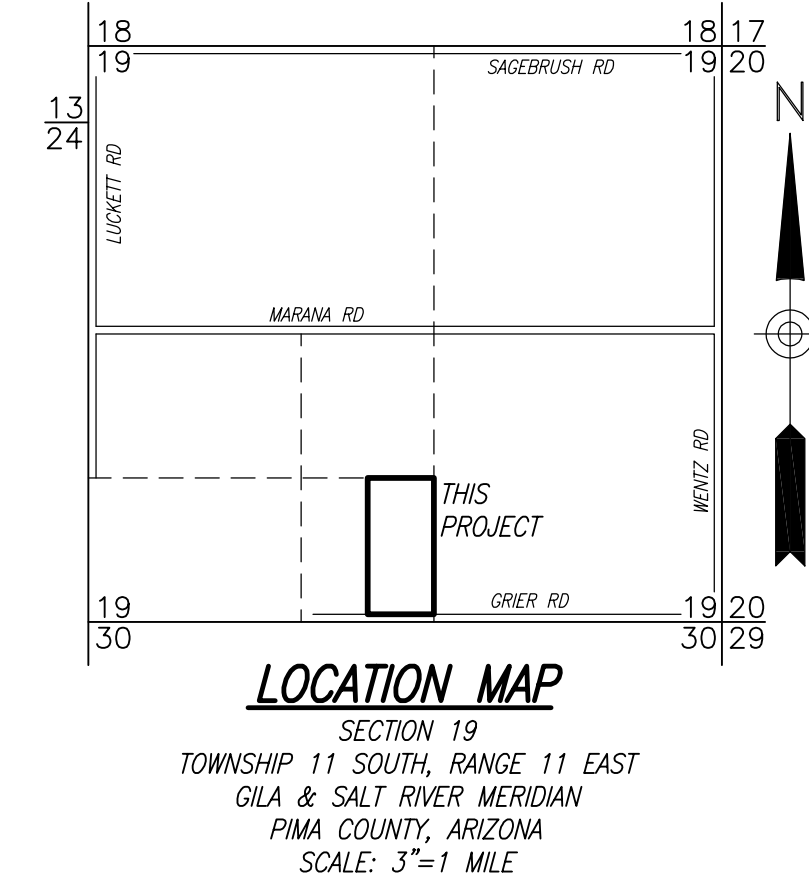 18
18 17
19
SAGEBRUSH RD
19 20
N
13
24
LUCKETT RD
MARANA RD
WENTZ RD
THIS
PROJECT
GRIER RD
19
19 20
30
30 29
LOCATION MAP
SECTION 19
TOWNSHIP 11 SOUTH, RANGE 11 EAST
GILA & SALT RIVER MERIDIAN
PIMA COUNTY, ARIZONA
SCALE: 3"=1 MILE